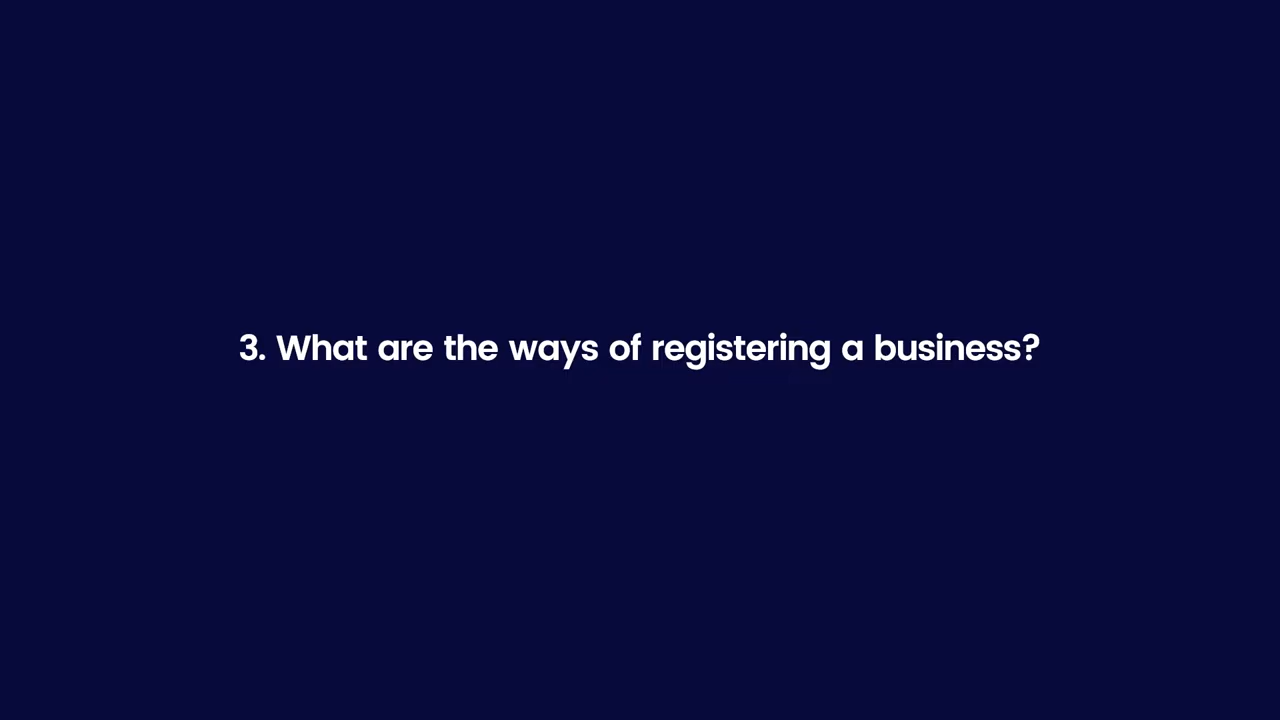 3. What are the ways of registering a business?